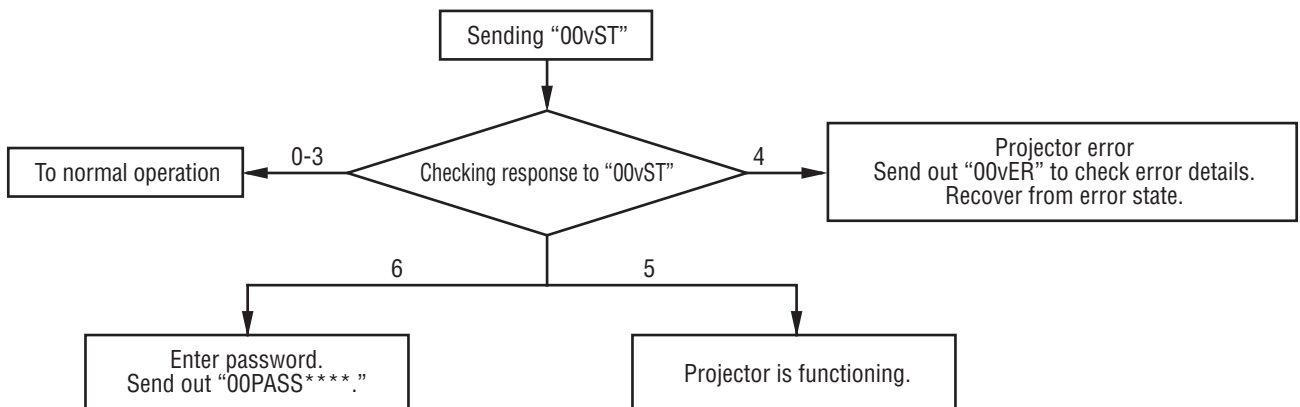 Sending “00vST”
To normal operation
0-3
Checking response to “00vST”
4
Projector error
Send out “00vER” to check error details.
Recover from error state.
6
5
Enter password.
Send out “00PASS****.”
Projector is functioning.